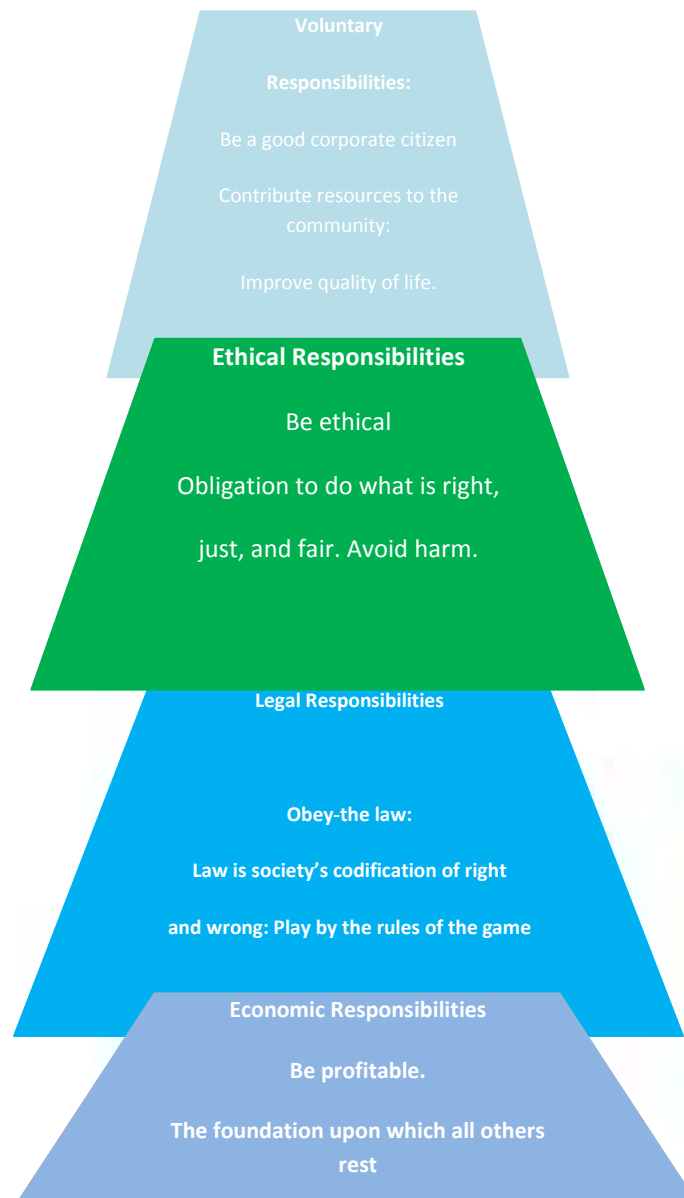 Voluntary
Responsibilities:
Be a good corporate citizen
Contribute resources to the
community:
Improve quality of life.
Ethical Responsibilities
Be ethical
Obligation to do what is right,
just, and fair. Avoid harm.
Legal Responsibilities
Obey-the law:
Law is society’s codification of right
and wrong: Play by the rules of the game
Economic Responsibilities
Be profitable.
The foundation upon which all others
rest